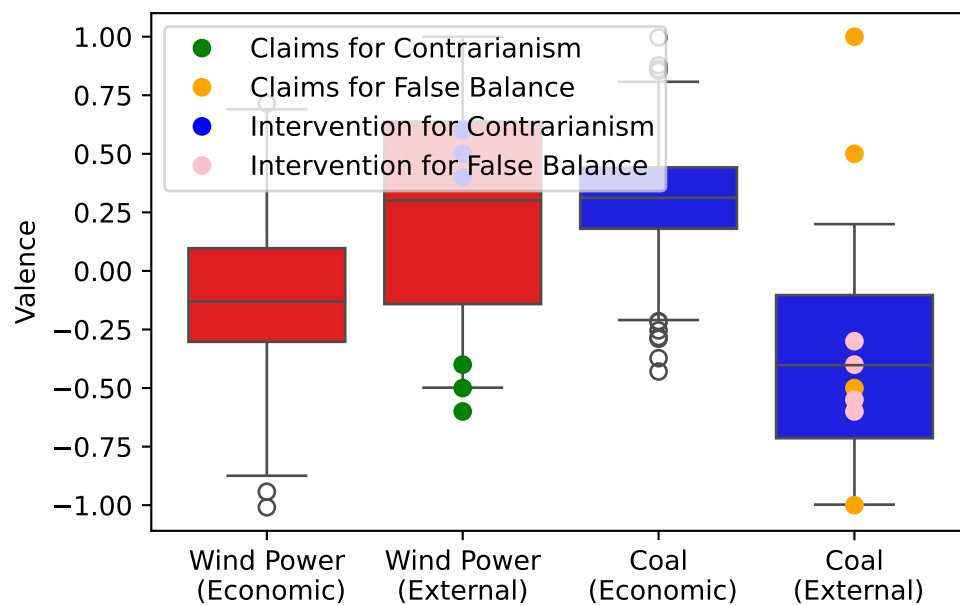 1.00
0.75
0.50
0.25
0.00
−0.25
−0.50
−0.75
−1.00
Valence
Claims for Contrarianism
Claims for False Balance
Intervention for Contrarianism
Intervention for False Balance
Wind Power
(Economic)
Wind Power
(External)
Coal
(Economic)
Coal
(External)